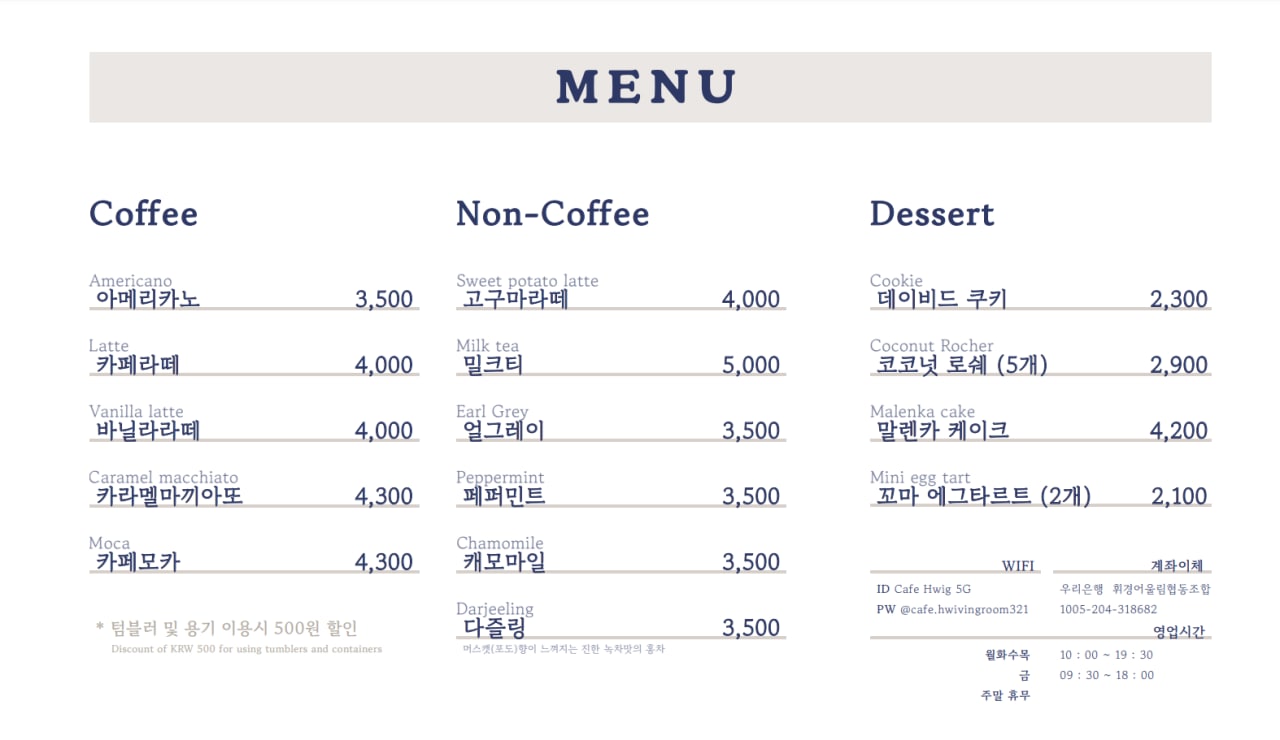 MENU
Coffee
Americano
아메리카노 3,500
Latte
카페라떼 4,000
Vanilla latte
바닐라라떼 4,000
Caramel macchiato
카라멜마끼아또 4,300
Moca
카페모카 4,300
* 텀블러 및 용기 이용시 500원 할인
Discount of KRW 500 for using tumblers and containers
Non-Coffee
Sweet potato latte
고구마라떼 4,000
Milk tea
밀크티 5,000
Earl Grey
얼그레이 3,500
Peppermint
페퍼민트 3,500
Chamomile
캐모마일 3,500
Darjeeling
다즐링 3,500
머스켓(포도)향이 느껴지는 진한 녹차맛의 홍차
Dessert
Cookie
데이비드 쿠키 2,300
Coconut Rocher
코코넛 로쉐 (5개) 2,900
Malenka cake
말렌카 케이크 4,200
Mini egg tart
꼬마 에그타르트 (2개) 2,100
WIFI
ID Cafe Hwig 5G
PW @cafe.hwivingroom321
계좌이체
우리은행 휘경어울림협동조합
1005-204-318682
영업시간
월화수목 10 : 00 ~ 19 : 30
금 09 : 30 ~ 18 : 00
주말 휴무